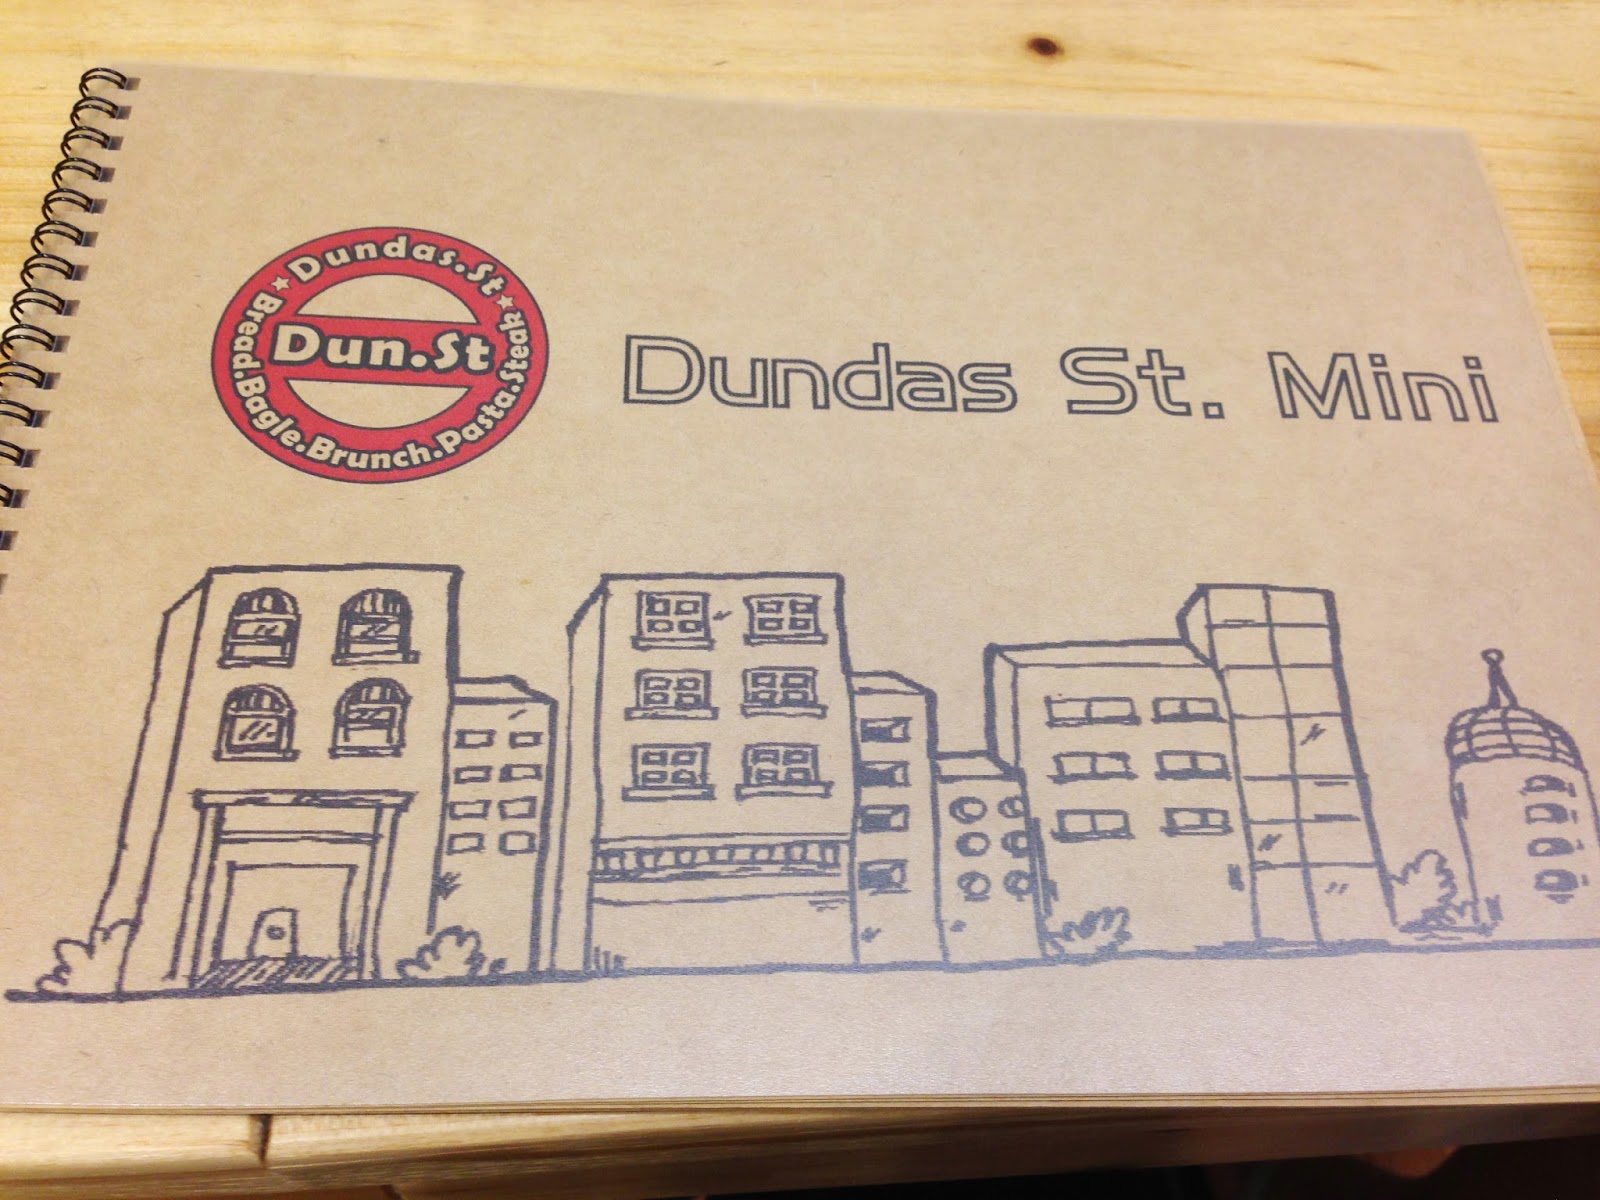 Dundas.St
Dun.St
Bread.Bagle.Brunch.Pasta.Steak
Dundas St. Mini